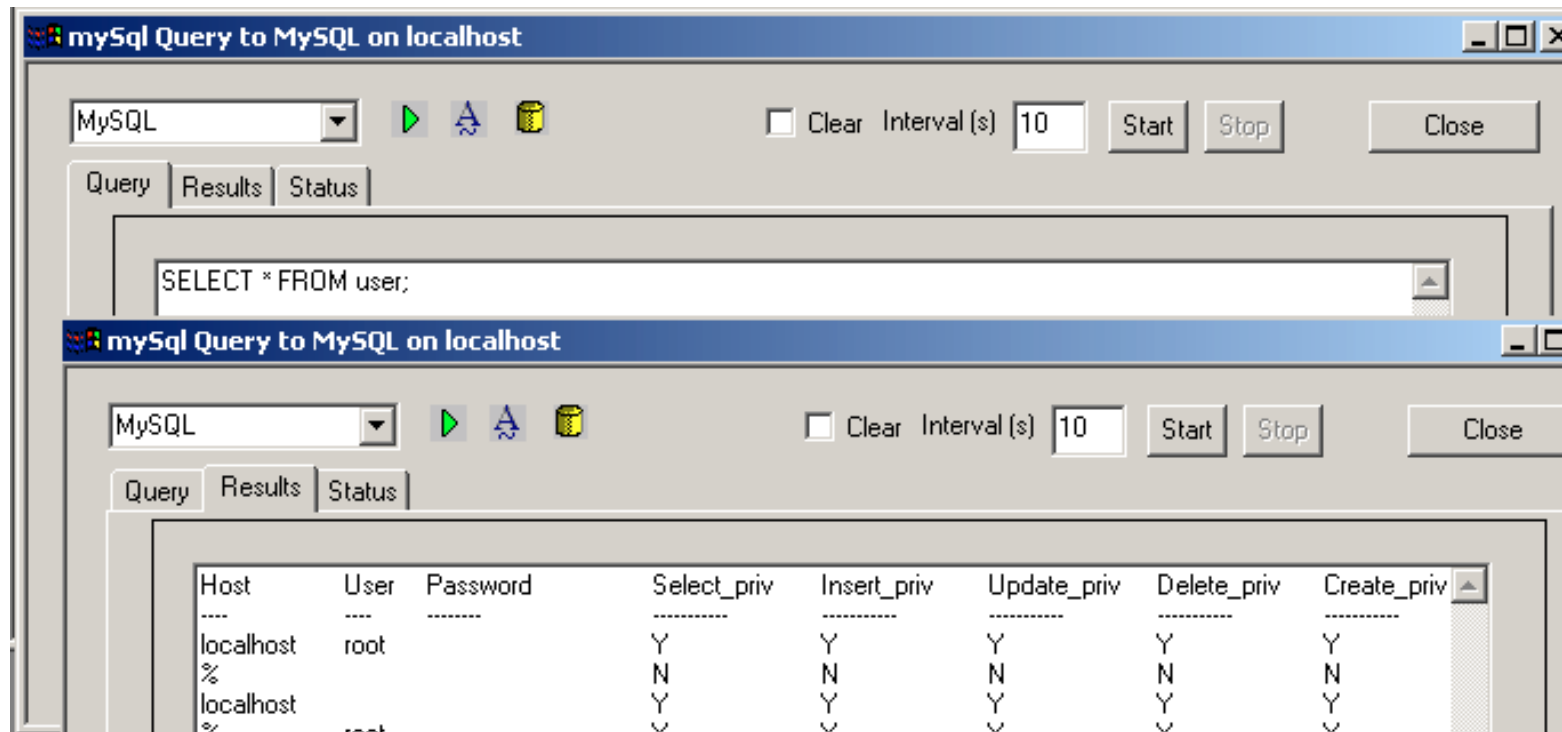 mySql Query to MySQL on localhost
MySQL Clear Interval (s) 10 Start Stop Close
Query Results Status
SELECT * FROM user;
mySql Query to MySQL on localhost
MySQL Clear Interval (s) 10 Start Stop Close
Query Results Status
Host User Password Select_priv Insert_priv Update_priv Delete_priv Create_priv
---- ---- -------- ----------- ----------- ----------- ----------- -----------
localhost root Y Y Y Y Y
% N N N N N
localhost Y Y Y Y Y
% root Y Y Y Y Y